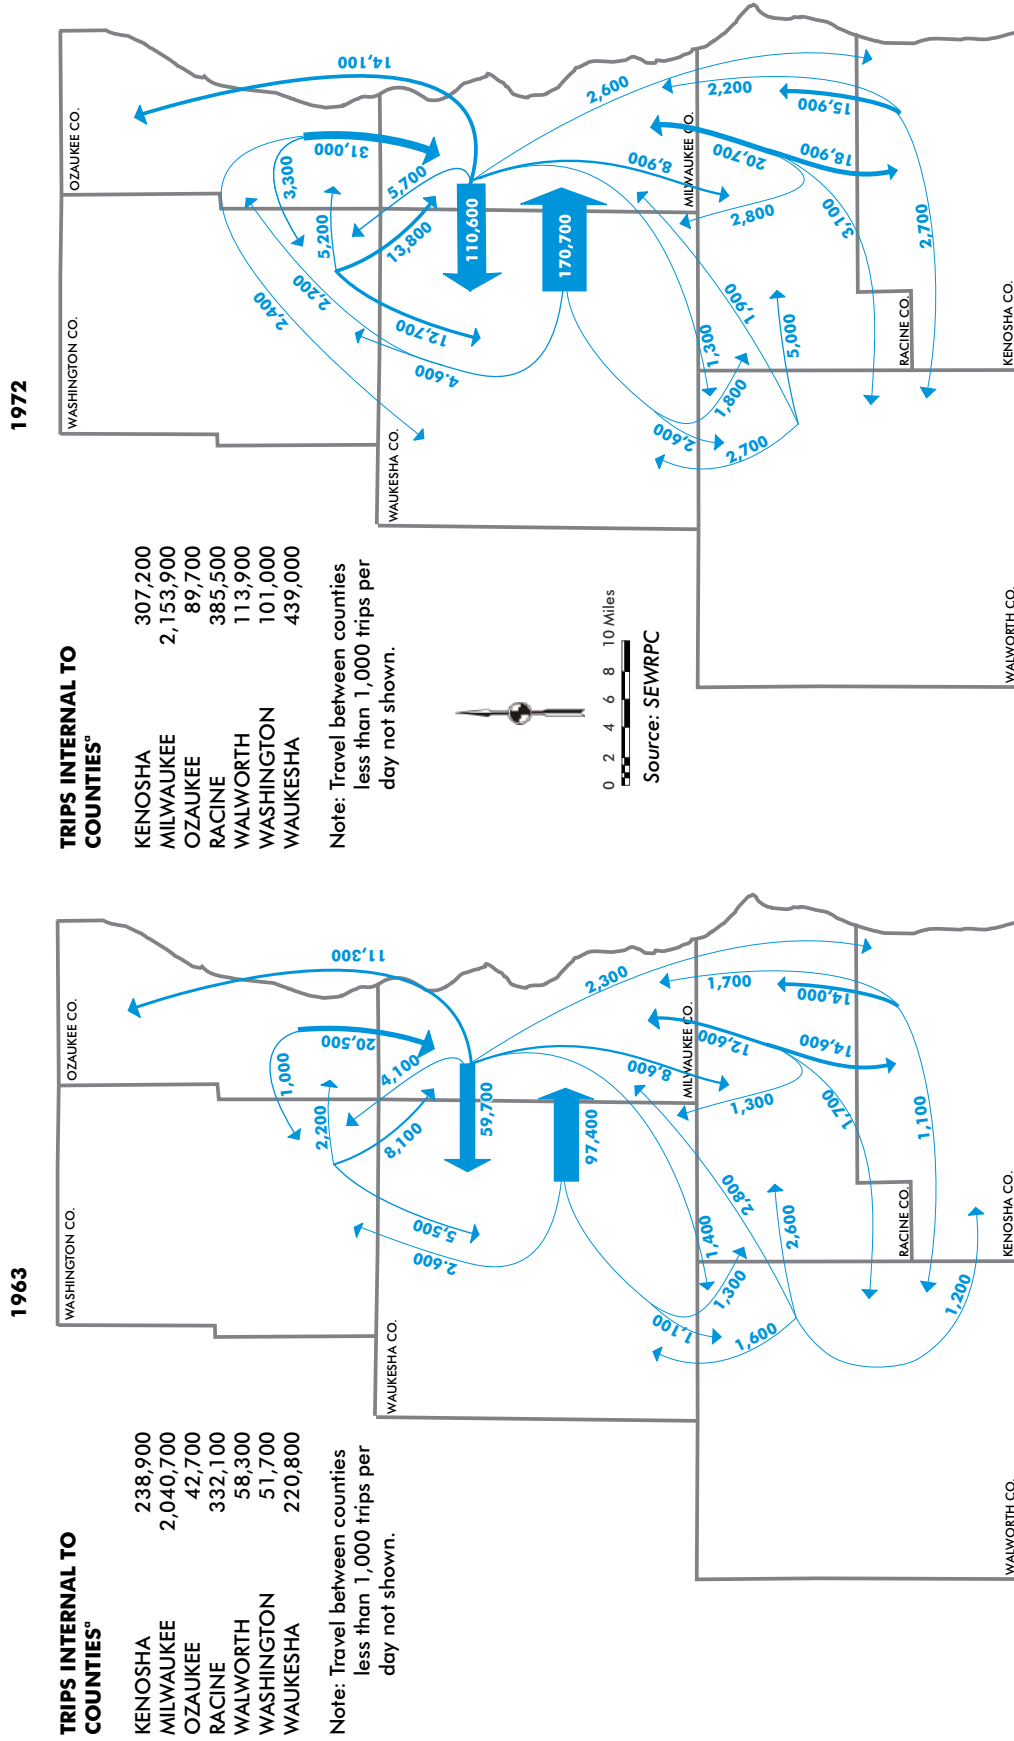 1963
TRIPS INTERNAL TO
COUNTIESᵃ
KENOSHA 238,900
MILWAUKEE 2,040,700
OZAUKEE 42,700
RACINE 332,100
WALWORTH 58,300
WASHINGTON 51,700
WAUKESHA 220,800
Note: Travel between counties
less than 1,000 trips per
day not shown.
WASHINGTON CO.
OZAUKEE CO.
WAUKESHA CO.
MILWAUKEE CO.
WALWORTH CO.
RACINE CO.
KENOSHA CO.
11,300
20,500
1,000
2,200
4,100
8,100
5,500
2.600
59,700
97,400
2,300
8,600
12,600
1,700
14,000
14,600
1,300
1,700
2,800
1,400
1,300
1,100
1,600
2,600
1,100
1,200
1972
TRIPS INTERNAL TO
COUNTIESᵃ
KENOSHA 307,200
MILWAUKEE 2,153,900
OZAUKEE 89,700
RACINE 385,500
WALWORTH 113,900
WASHINGTON 101,000
WAUKESHA 439,000
Note: Travel between counties
less than 1,000 trips per
day not shown.
0 2 4 6 8 10 Miles
Source: SEWRPC
WASHINGTON CO.
OZAUKEE CO.
WAUKESHA CO.
MILWAUKEE CO.
WALWORTH CO.
RACINE CO.
KENOSHA CO.
14,100
31,000
3,300
5,200
5,700
13,800
2,200
2,400
12,700
4.600
110,600
170,700
2,600
8,900
20,700
2,200
15,900
18,900
2,800
3,100
1,900
1,300
1,800
2,600
2,700
5,000
2,700